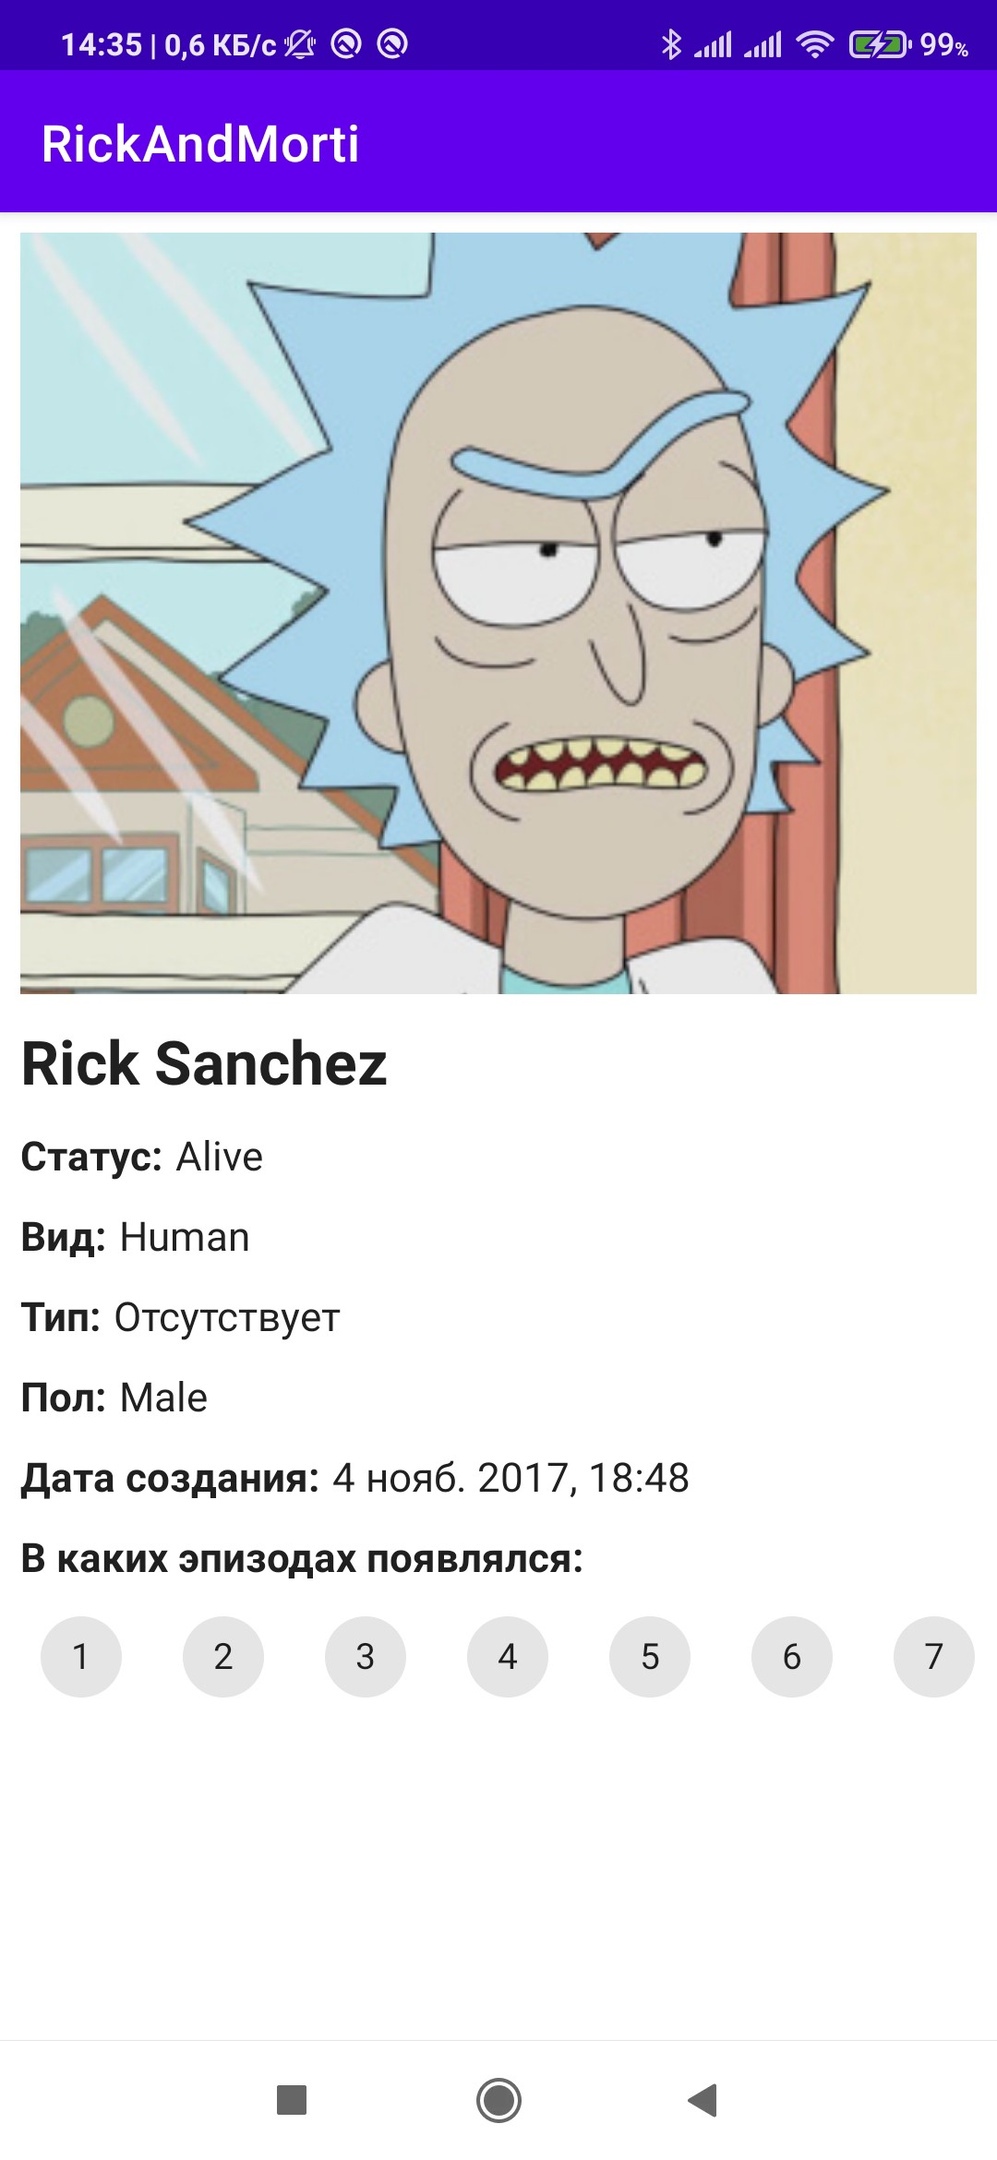 14:35 | 0,6 КБ/с 99%
RickAndMorti
Rick Sanchez
Статус: Alive
Вид: Human
Тип: Отсутствует
Пол: Male
Дата создания: 4 нояб. 2017, 18:48
В каких эпизодах появлялся:
1 2 3 4 5 6 7